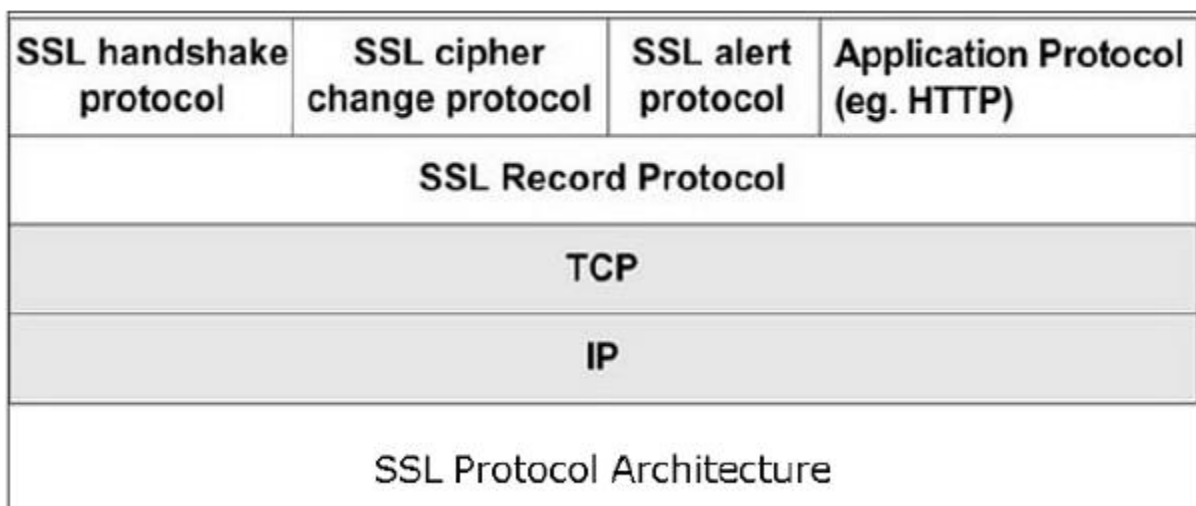 SSL handshake protocol
SSL cipher change protocol
SSL alert protocol
Application Protocol (eg. HTTP)
SSL Record Protocol
TCP
IP
SSL Protocol Architecture